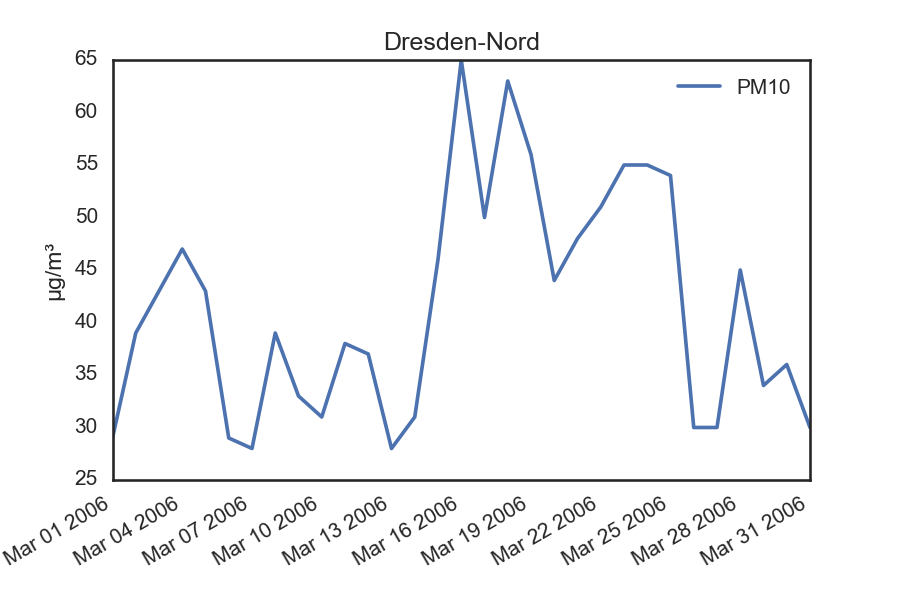 Dresden-Nord
PM10
µg/m³
65
60
55
50
45
40
35
30
25
Mar 01 2006
Mar 04 2006
Mar 07 2006
Mar 10 2006
Mar 13 2006
Mar 16 2006
Mar 19 2006
Mar 22 2006
Mar 25 2006
Mar 28 2006
Mar 31 2006